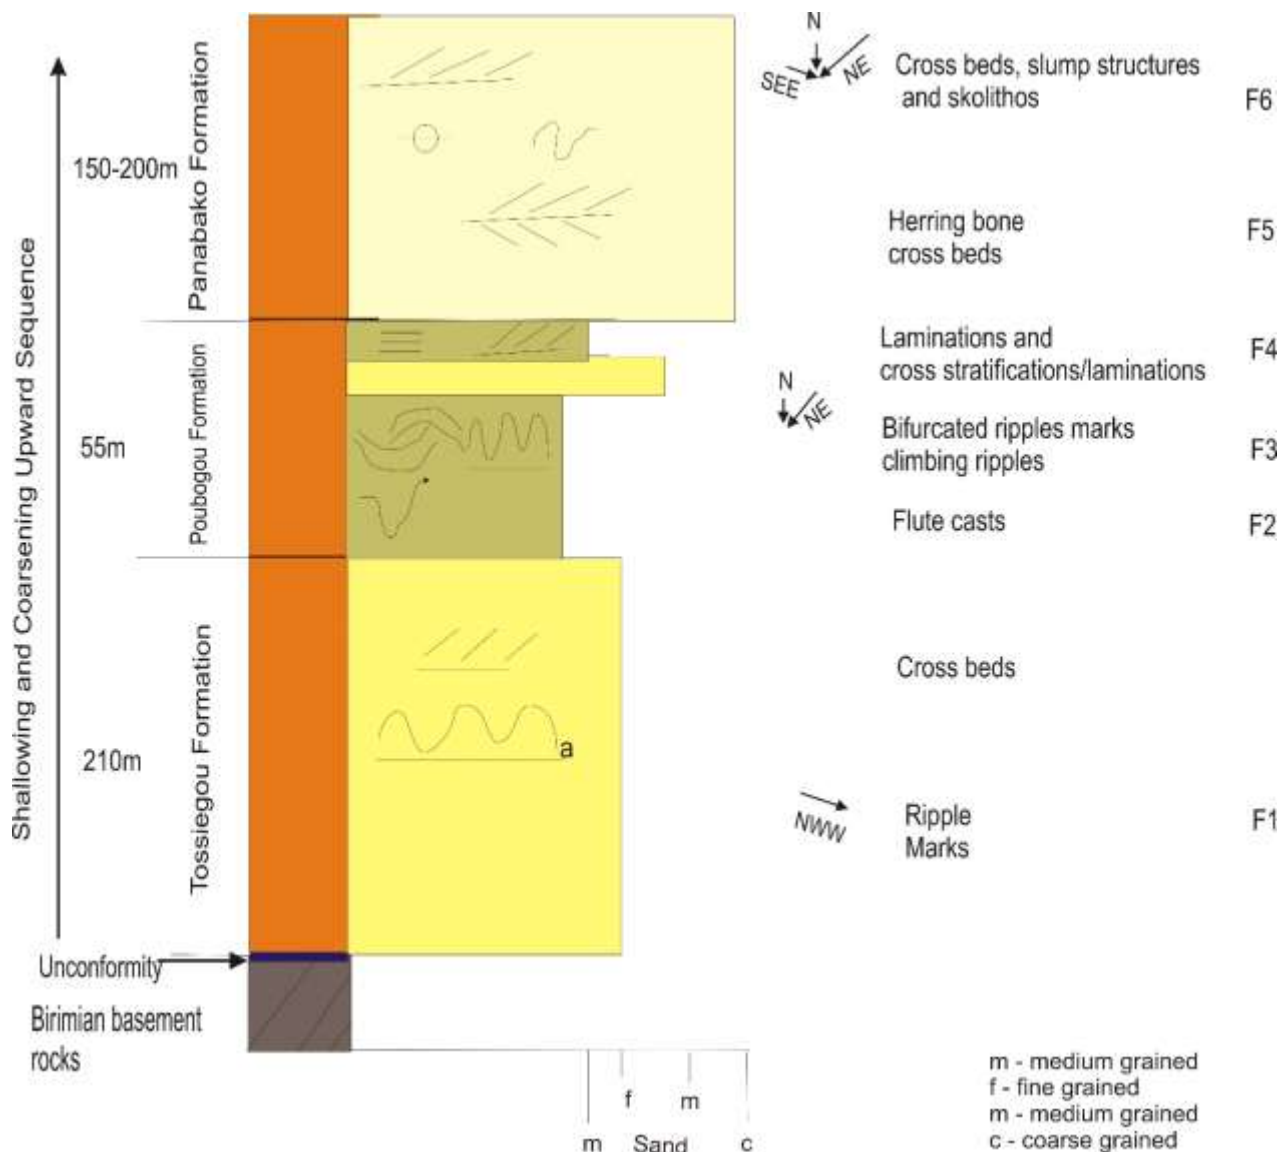 Shallowing and Coarsening Upward Sequence
150-200m
Panabako Formation
N
SEE
NE
Cross beds, slump structures
and skolithos
F6
Herring bone
cross beds
F5
55m
Poubogou Formation
Laminations and
cross stratifications/laminations
F4
N
NE
Bifurcated ripples marks
climbing ripples
F3
Flute casts
F2
210m
Tossiegou Formation
Cross beds
a
NWW
Ripple
Marks
F1
Unconformity
Birimian basement
rocks
f
m
m
Sand
c
m - medium grained
f - fine grained
m - medium grained
c - coarse grained